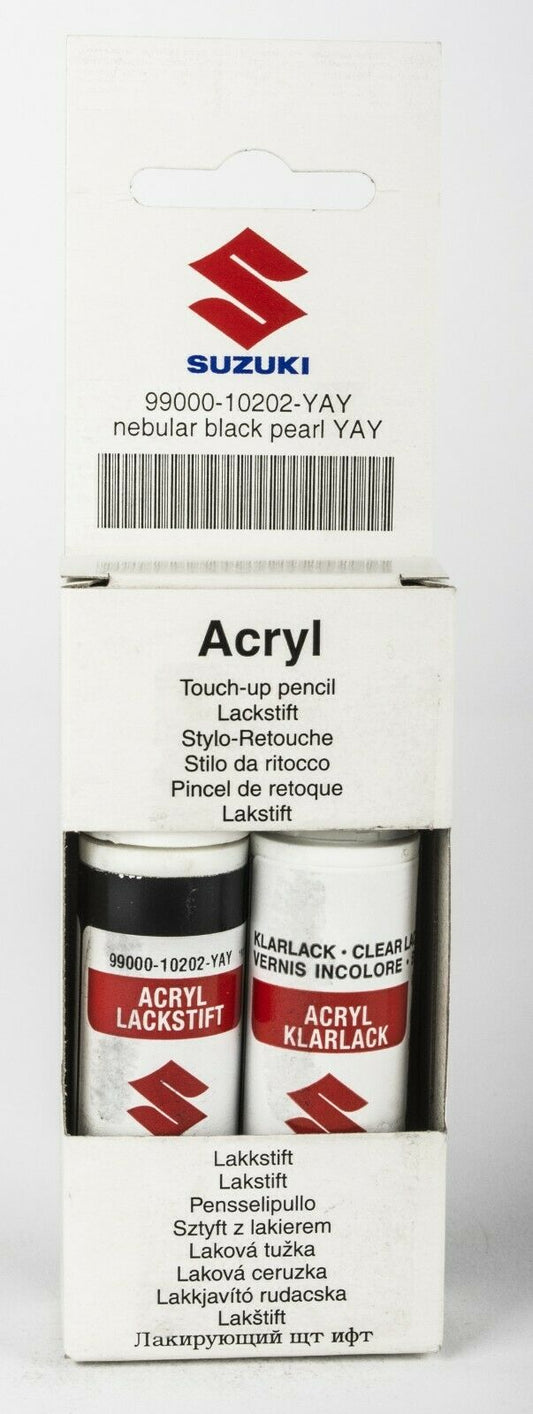 SUZUKI
99000-10202-YAY
nebular black pearl YAY
Acryl
Touch-up pencil
Lackstift
Stylo-Retouche
Stilo da ritocco
Pincel de retoque
Lakstift
99000-10202-YAY
ACRYL
LACKSTIFT
KLARLACK · CLEAR
VERNIS INCOLORE ·
ACRYL
KLARLACK
Lakkstift
Lakstift
Pensselipullo
Sztyft z lakierem
Laková tužka
Laková ceruzka
Lakkjavító rudacska
Lakštift
Лакирующий щт ифт